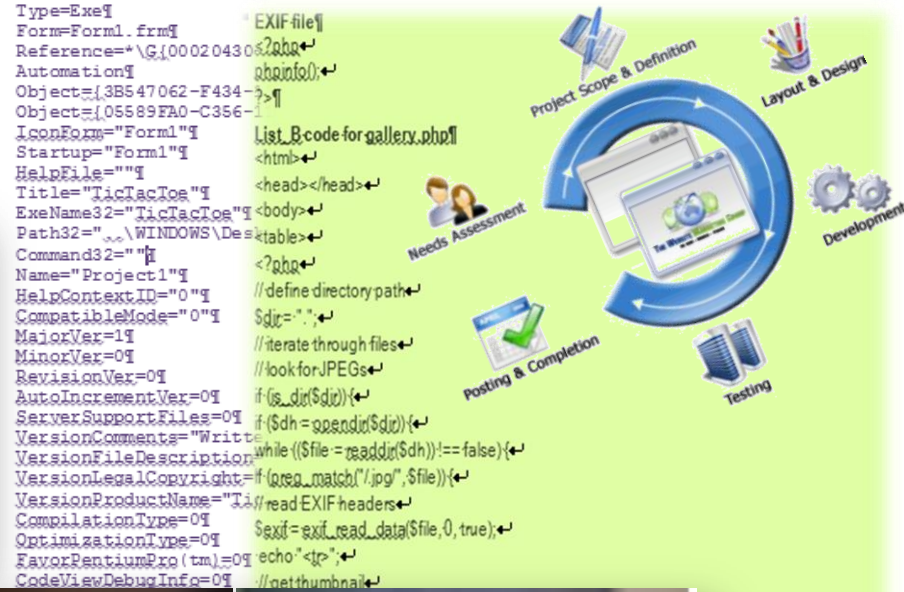 Type=Exe¶
Form=Form1.frm¶
Reference=*\G{00020430
Automation¶
Object={3B547062-F434-
Object={05589FA0-C356-
IconForm="Form1"¶
Startup="Form1"¶
HelpFile=""¶
Title="TicTacToe"¶
ExeName32="TicTacToe"¶
Path32="..\WINDOWS\Des
Command32=""¶
Name="Project1"¶
HelpContextID="0"¶
CompatibleMode="0"¶
MajorVer=1¶
MinorVer=0¶
RevisionVer=0¶
AutoIncrementVer=0¶
ServerSupportFiles=0¶
VersionComments="Writte
VersionFileDescription
VersionLegalCopyright=
VersionProductName="Ti
CompilationType=0¶
OptimizationType=0¶
FavorPentiumPro(tm)=0¶
CodeViewDebugInfo=0¶
EXIF·file¶
<?php↵
phpinfo();↵
?>¶
List_B·code·for·gallery.php¶
<html>↵
<head></head>↵
<body>↵
<table>↵
<?php↵
//·define·directory·path↵
$dir·=·".";↵
//·iterate·through·files↵
//·look·for·JPEGs↵
if·(is_dir($dir))·{↵
if·($dh·=·opendir($dir))·{↵
while·(($file·=·readdir($dh))·!==·false)·{↵
if·(preg_match("/.jpg/",·$file))·{↵
//·read·EXIF·headers↵
$exif·=·exif_read_data($file,·0,·true);↵
echo·"<tr>";↵
//·get·thumbnail↵
Project Scope & Definition
Layout & Design
Needs Assessment
Development
Posting & Completion
Testing